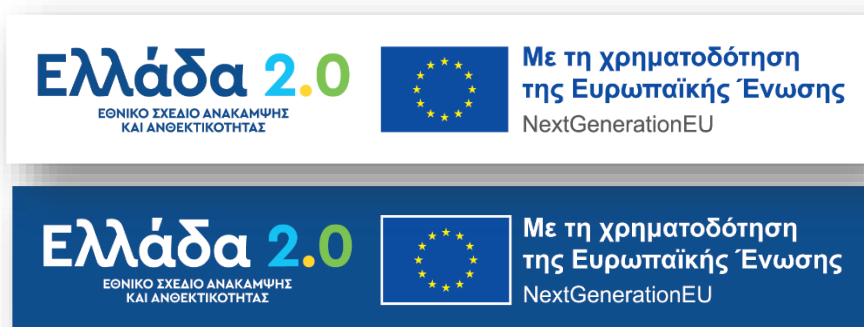 Ελλάδα 2.0
ΕΘΝΙΚΟ ΣΧΕΔΙΟ ΑΝΑΚΑΜΨΗΣ
ΚΑΙ ΑΝΘΕΚΤΙΚΟΤΗΤΑΣ
Με τη χρηματοδότηση
της Ευρωπαϊκής Ένωσης
NextGenerationEU
Ελλάδα 2.0
ΕΘΝΙΚΟ ΣΧΕΔΙΟ ΑΝΑΚΑΜΨΗΣ
ΚΑΙ ΑΝΘΕΚΤΙΚΟΤΗΤΑΣ
Με τη χρηματοδότηση
της Ευρωπαϊκής Ένωσης
NextGenerationEU